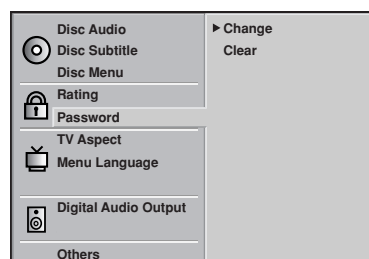 Disc Audio
Disc Subtitle
Disc Menu
Rating
Password
TV Aspect
Menu Language
Digital Audio Output
Others
Change
Clear